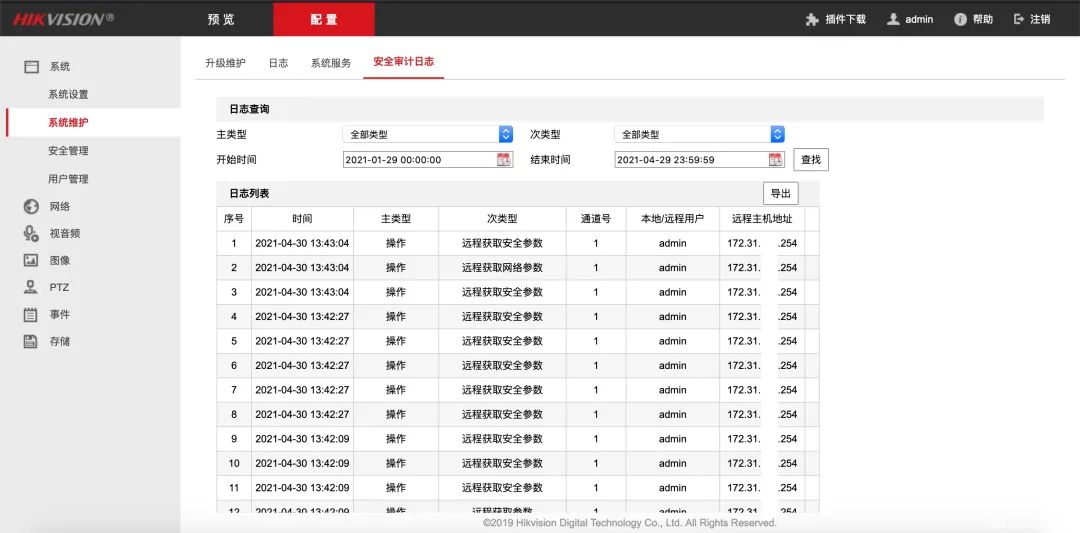 HIKVISION® 预览 配置 插件下载 admin 帮助 注销
系统
系统设置
系统维护
安全管理
用户管理
网络
视音频
图像
PTZ
事件
存储
升级维护 日志 系统服务 安全审计日志
日志查询
主类型 全部类型 次类型 全部类型
开始时间 2021-01-29 00:00:00 结束时间 2021-04-29 23:59:59 查找
日志列表 导出
序号 时间 主类型 次类型 通道号 本地/远程用户 远程主机地址
1 2021-04-30 13:43:04 操作 远程获取安全参数 1 admin 172.31. .254
2 2021-04-30 13:43:04 操作 远程获取网络参数 1 admin 172.31. .254
3 2021-04-30 13:43:04 操作 远程获取安全参数 1 admin 172.31. .254
4 2021-04-30 13:42:27 操作 远程获取安全参数 1 admin 172.31. .254
5 2021-04-30 13:42:27 操作 远程获取安全参数 1 admin 172.31. .254
6 2021-04-30 13:42:27 操作 远程获取安全参数 1 admin 172.31. .254
7 2021-04-30 13:42:27 操作 远程获取安全参数 1 admin 172.31. .254
8 2021-04-30 13:42:27 操作 远程获取安全参数 1 admin 172.31. .254
9 2021-04-30 13:42:09 操作 远程获取安全参数 1 admin 172.31. .254
10 2021-04-30 13:42:09 操作 远程获取安全参数 1 admin 172.31. .254
11 2021-04-30 13:42:09 操作 远程获取安全参数 1 admin 172.31. .254
12 2021-04-30 13:42:09 操作 远程获取参数 1 admin 172.31. .254
©2019 Hikvision Digital Technology Co., Ltd. All Rights Reserved.